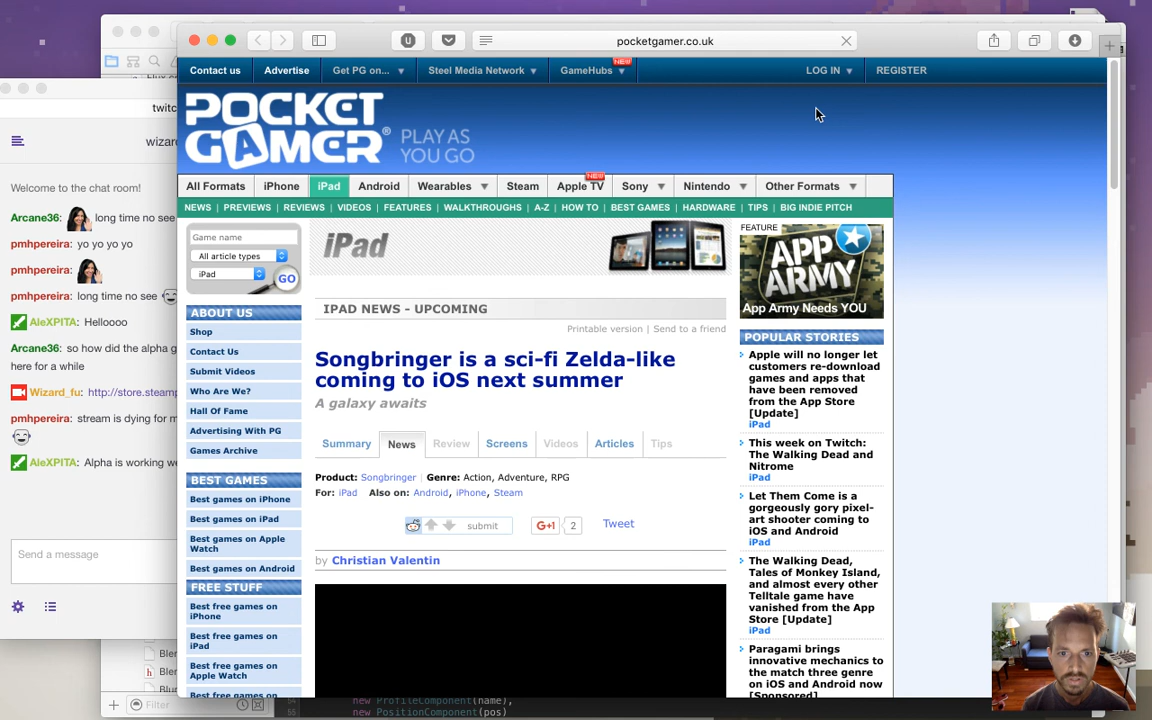 pocketgamer.co.uk
Contact us
Advertise
Get PG on...
Steel Media Network
GameHubs
NEW
LOG IN
REGISTER
POCKET
GAMER®
PLAY AS
YOU GO
All Formats
iPhone
iPad
Android
Wearables
Steam
Apple TV
NEW
Sony
Nintendo
Other Formats
NEWS | PREVIEWS | REVIEWS | VIDEOS | FEATURES | WALKTHROUGHS | A-Z | HOW TO | BEST GAMES | HARDWARE | TIPS | BIG INDIE PITCH
Game name
All article types
iPad
GO
ABOUT US
Shop
Contact Us
Submit Videos
Who Are We?
Hall Of Fame
Advertising With PG
Games Archive
BEST GAMES
Best games on iPhone
Best games on iPad
Best games on Apple
Watch
Best games on Android
FREE STUFF
Best free games on
iPhone
Best free games on
iPad
Best free games on
Apple Watch
Best free games on
iPad
IPAD NEWS - UPCOMING
Printable version | Send to a friend
Songbringer is a sci-fi Zelda-like
coming to iOS next summer
A galaxy awaits
Summary
News
Review
Screens
Videos
Articles
Tips
Product: Songbringer | Genre: Action, Adventure, RPG
For: iPad Also on: Android, iPhone, Steam
submit
G+1
2
Tweet
by Christian Valentin
FEATURE
APP
ARMY
App Army Needs YOU
POPULAR STORIES
Apple will no longer let
customers re-download
games and apps that
have been removed
from the App Store
[Update]
iPad
This week on Twitch:
The Walking Dead and
Nitrome
iPad
Let Them Come is a
gorgeously gory pixel-
art shooter coming to
iOS and Android
iPad
The Walking Dead,
Tales of Monkey Island,
and almost every other
Telltale game have
vanished from the App
Store [Update]
iPad
Paragami brings
innovative mechanics to
the match three genre
on iOS and Android now
[Sponsored]
twitc
wizard
Welcome to the chat room!
Arcane36: long time no see
pmhpereira: yo yo yo yo
pmhpereira:
pmhpereira: long time no see
AleXPITA: Helloooo
Arcane36: so how did the alpha g
here for a while
Wizard_fu: http://store.steamp
pmhpereira: stream is dying for m
AleXPITA: Alpha is working we
Send a message
Blen
Blen
Filter
new ProfileComponent(name),
55 new PositionComponent(pos)